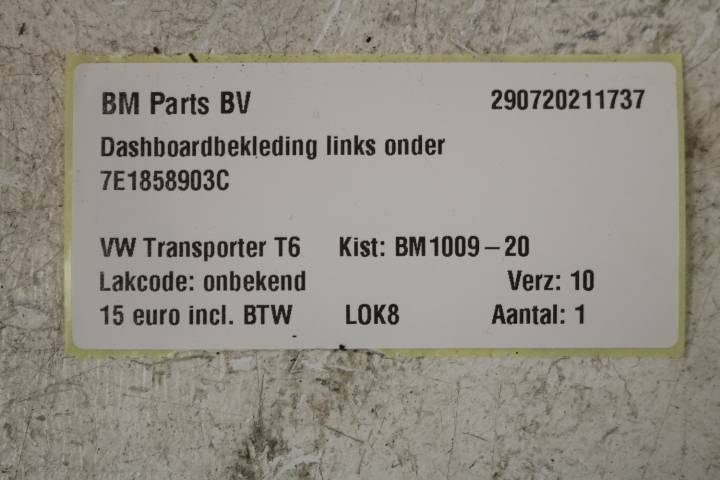 BM Parts BV 290720211737
Dashboardbekleding links onder
7E1858903C
VW Transporter T6 Kist: BM1009-20
Lakcode: onbekend Verz: 10
15 euro incl. BTW LOK8 Aantal: 1